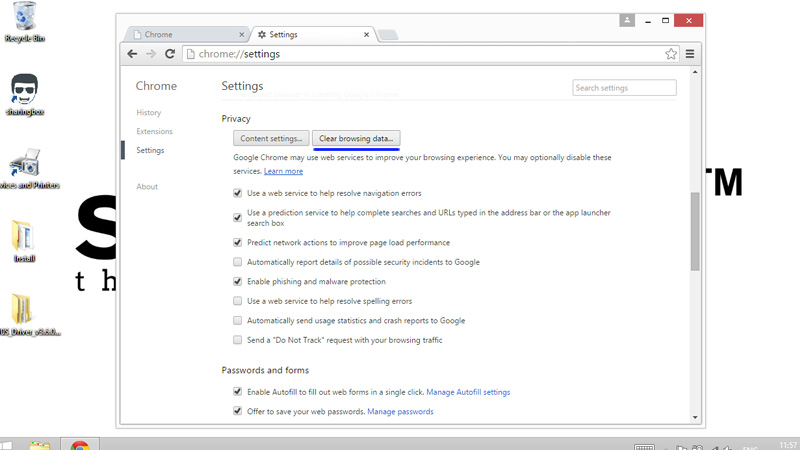 Recycle Bin
sharingbox
Install
Chrome
Settings
chrome://settings
Chrome
History
Extensions
Settings
About
Settings
Search settings
Privacy
Content settings...
Clear browsing data...
Google Chrome may use web services to improve your browsing experience. You may optionally disable these
services. Learn more
Use a web service to help resolve navigation errors
Use a prediction service to help complete searches and URLs typed in the address bar or the app launcher
search box
Predict network actions to improve page load performance
Automatically report details of possible security incidents to Google
Enable phishing and malware protection
Use a web service to help resolve spelling errors
Automatically send usage statistics and crash reports to Google
Send a "Do Not Track" request with your browsing traffic
Passwords and forms
Enable Autofill to fill out web forms in a single click. Manage Autofill settings
Offer to save your web passwords. Manage passwords
TM
11:57